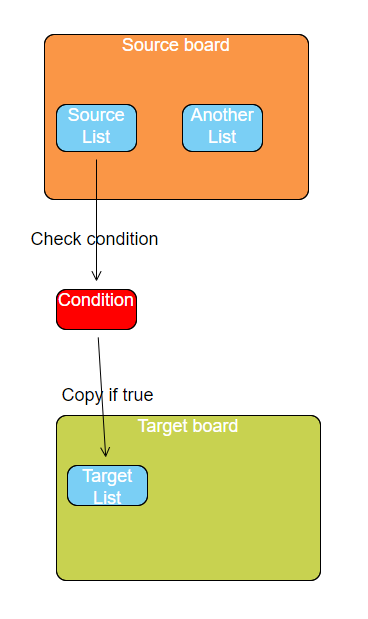 Source board
Source
List
Another
List
Check condition
Condition
Copy if true
Target board
Target
List